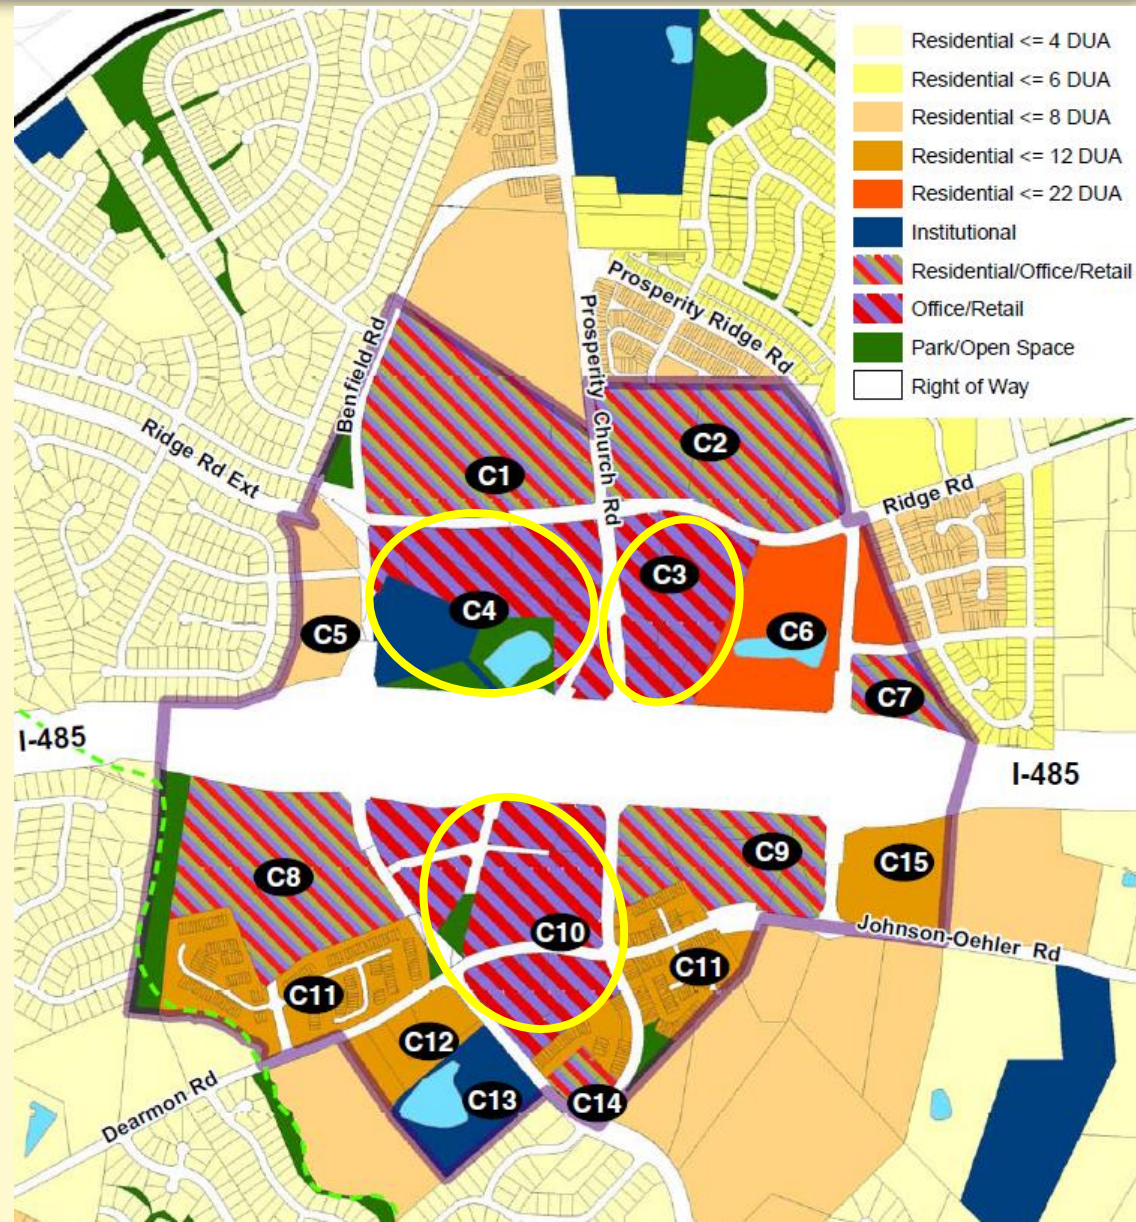 Residential <= 4 DUA
Residential <= 6 DUA
Residential <= 8 DUA
Residential <= 12 DUA
Residential <= 22 DUA
Institutional
Residential/Office/Retail
Office/Retail
Park/Open Space
Right of Way
Prosperity Ridge Rd
Benfield Rd
Prosperity Church Rd
Ridge Rd Ext
C2
C1
Ridge Rd
C3
C4
C5
C6
C7
I-485
I-485
C8
C9
C15
C10
Johnson-Oehler Rd
C11
C11
C12
C13
C14
Dearmon Rd